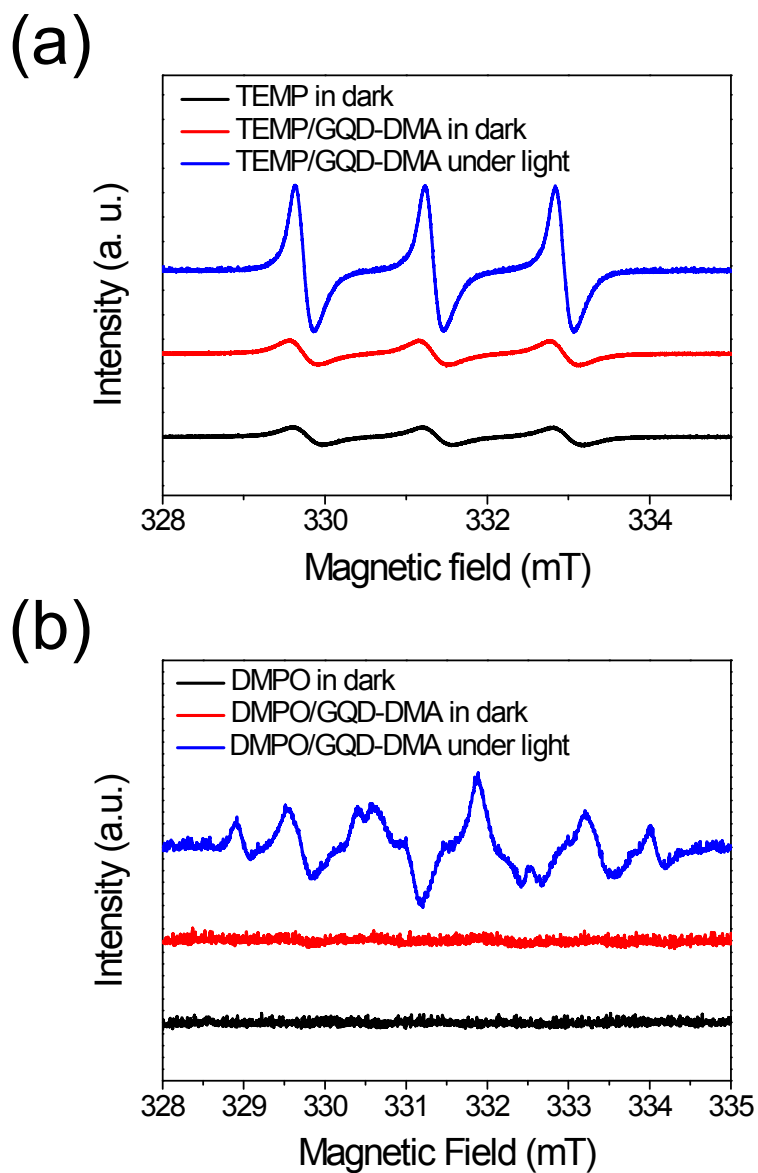 (a)
TEMP in dark
TEMP/GQD-DMA in dark
TEMP/GQD-DMA under light
Intensity (a. u.)
328 330 332 334
Magnetic field (mT)
(b)
DMPO in dark
DMPO/GQD-DMA in dark
DMPO/GQD-DMA under light
Intensity (a.u.)
328 329 330 331 332 333 334 335
Magnetic Field (mT)